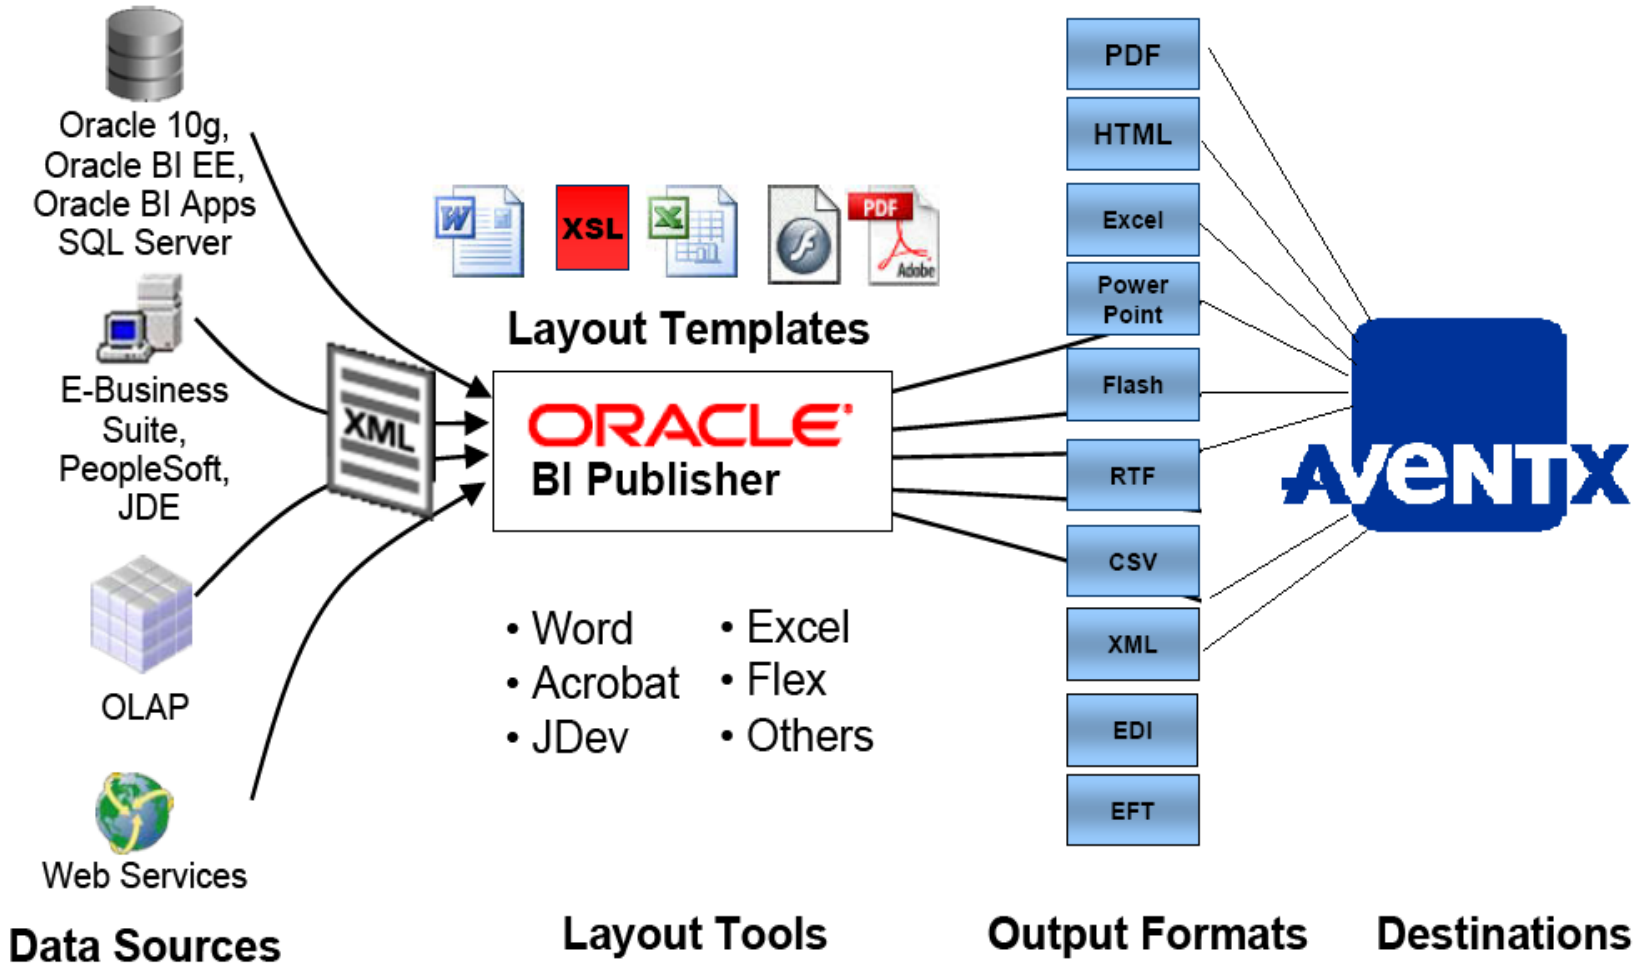 Oracle 10g,
Oracle BI EE,
Oracle BI Apps
SQL Server
E-Business
Suite,
PeopleSoft,
JDE
OLAP
Web Services
Data Sources
XML
W
XSL
X
PDF
Adobe
Layout Templates
ORACLE
BI Publisher
• Word
• Acrobat
• JDev
• Excel
• Flex
• Others
Layout Tools
PDF
HTML
Excel
Power
Point
Flash
RTF
CSV
XML
EDI
EFT
Output Formats
AVENTX
Destinations